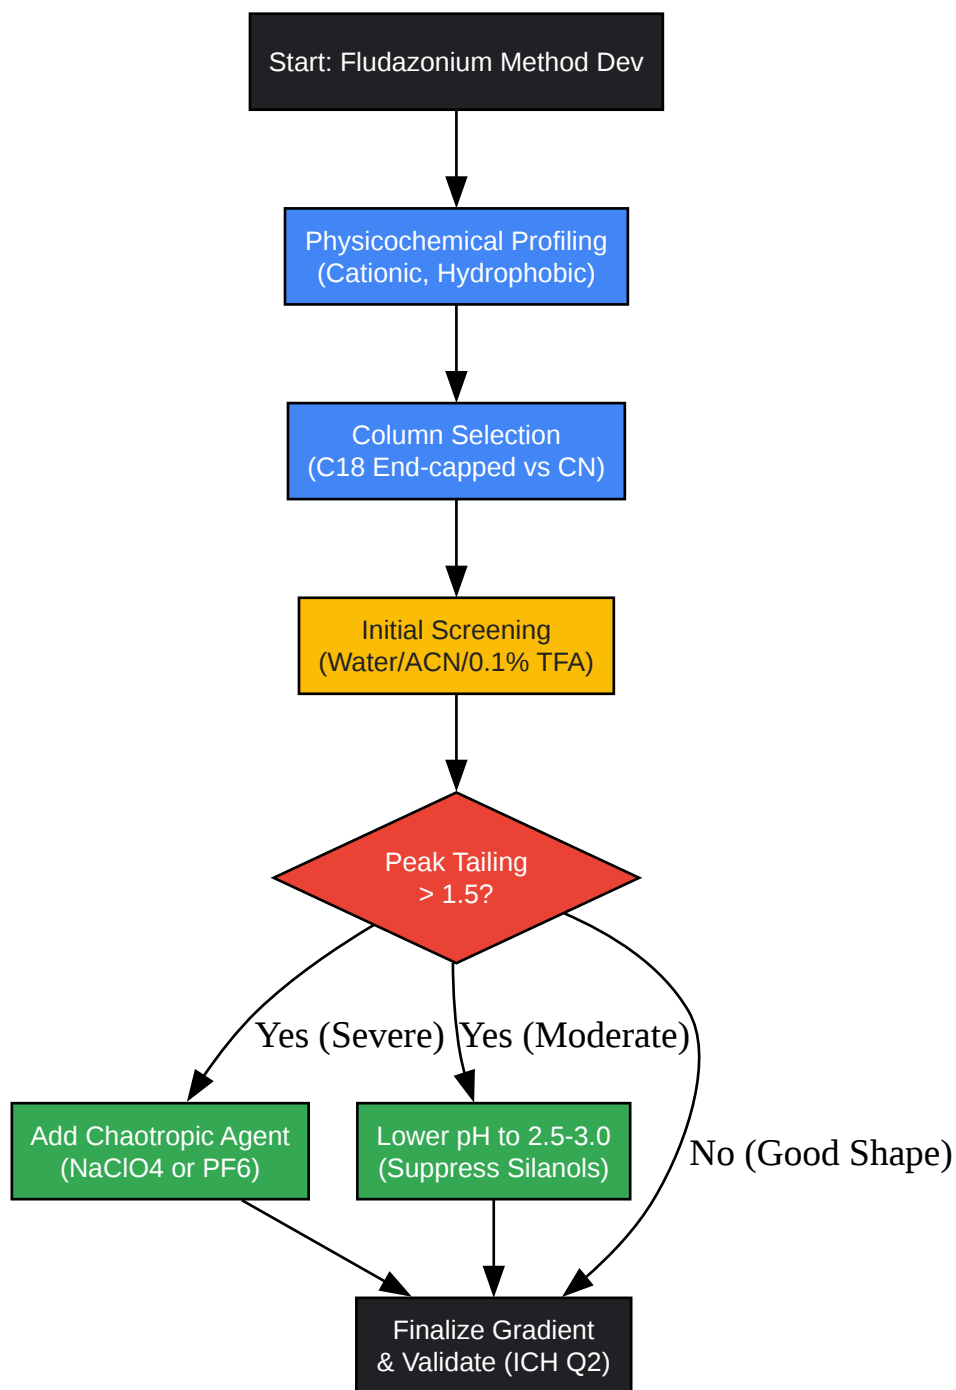 Start: Fludazonium Method Dev
Physicochemical Profiling
(Cationic, Hydrophobic)
Column Selection
(C18 End-capped vs CN)
Initial Screening
(Water/ACN/0.1% TFA)
Peak Tailing
> 1.5?
Yes (Severe)
Yes (Moderate)
Add Chaotropic Agent
(NaClO4 or PF6)
Lower pH to 2.5-3.0
(Suppress Silanols)
No (Good Shape)
Finalize Gradient
& Validate (ICH Q2)